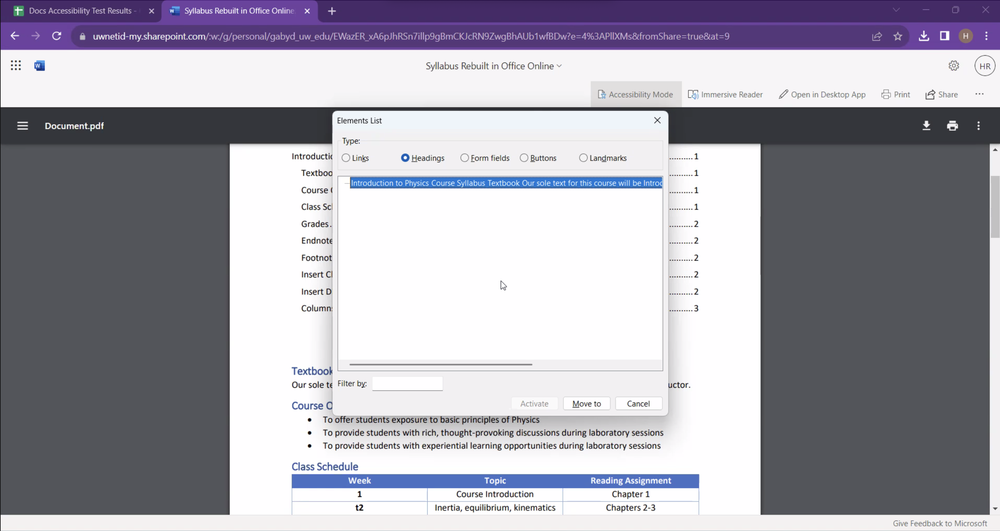 Docs Accessibility Test Results -
Syllabus Rebuilt in Office Online
uwnetid-my.sharepoint.com/:w:/g/personal/gabyd_uw_edu/EWazER_xA6pJhRSn7illp9gBmCKJcRN9ZwgBhAUb1wfBDw?e=4%3APllXMs&fromShare=true&at=9
H
W
Syllabus Rebuilt in Office Online
HR
Accessibility Mode
Immersive Reader
Open in Desktop App
Print
Share
Document.pdf
Elements List
Type:
Links
Headings
Form fields
Buttons
Landmarks
Introduction to Physics Course Syllabus Textbook Our sole text for this course will be Introd
Filter by:
Activate
Move to
Cancel
Introductio ..........1
Textboo ..........1
Course ..........1
Class Sc ..........1
Grades. ..........2
Endnote ..........2
Footnot ..........2
Insert C ..........2
Insert D ..........2
Column ..........3
Textbook
Our sole te uctor.
Course O
• To offer students exposure to basic principles of Physics
• To provide students with rich, thought-provoking discussions during laboratory sessions
• To provide students with experiential learning opportunities during laboratory sessions
Class Schedule
Week Topic Reading Assignment
1 Course Introduction Chapter 1
t2 Inertia, equilibrium, kinematics Chapters 2-3
Give Feedback to Microsoft